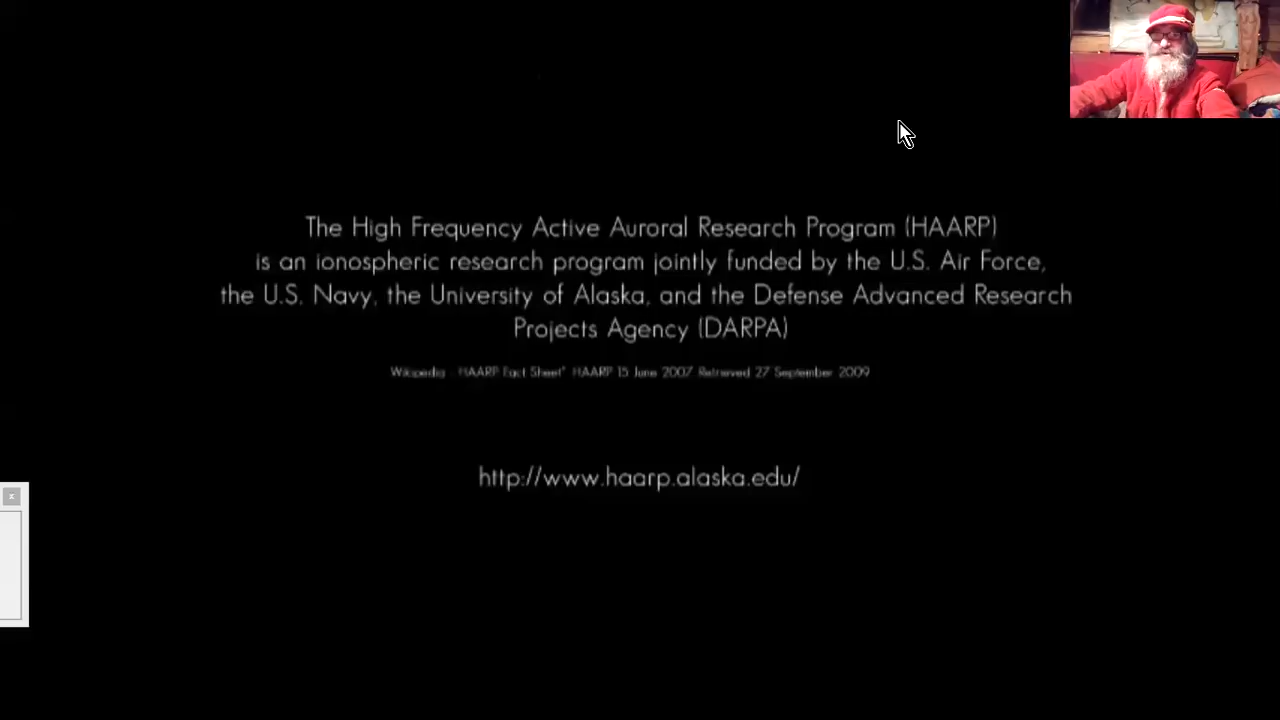 The High Frequency Active Auroral Research Program (HAARP)
is an ionospheric research program jointly funded by the U.S. Air Force,
the U.S. Navy, the University of Alaska, and the Defense Advanced Research
Projects Agency (DARPA)
Wikipedia "HAARP Fact Sheet" HAARP 15 June 2007 Retrieved 27 September 2009
http://www.haarp.alaska.edu/